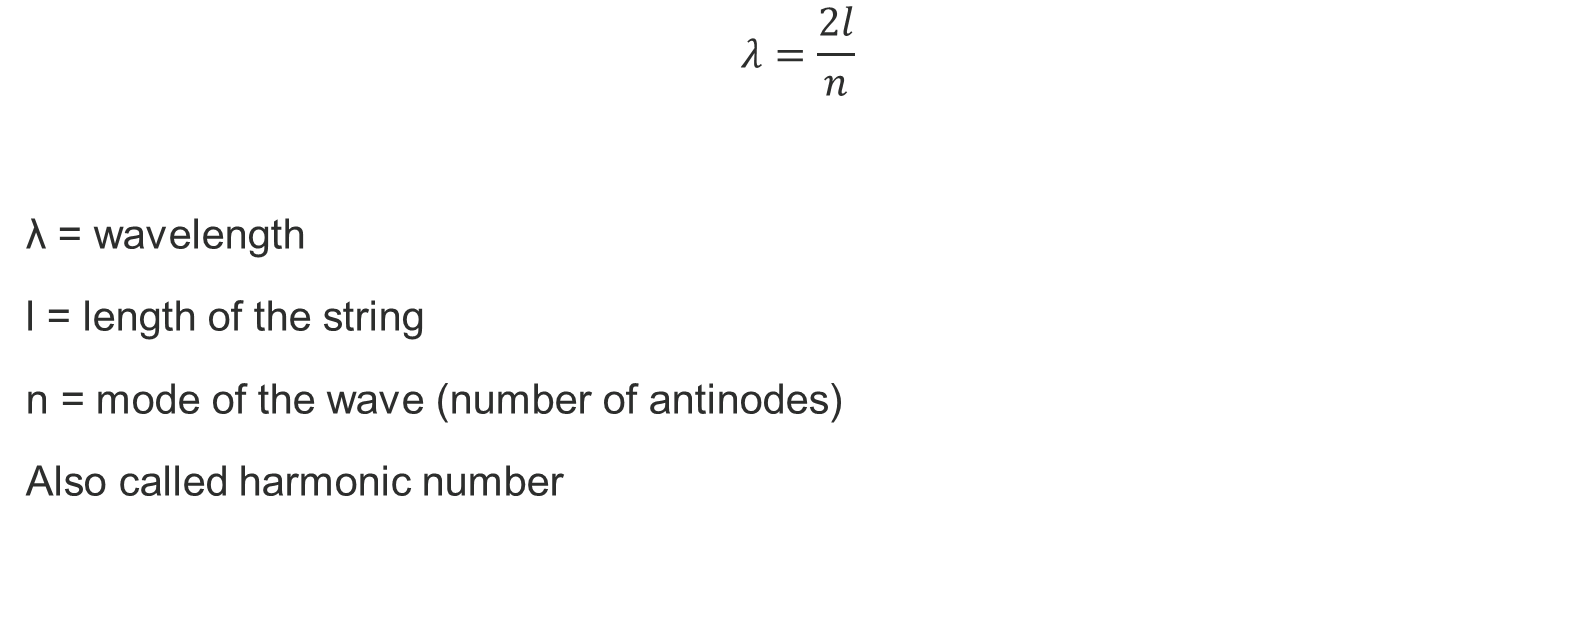 λ = 2l/n
λ = wavelength
l = length of the string
n = mode of the wave (number of antinodes)
Also called harmonic number